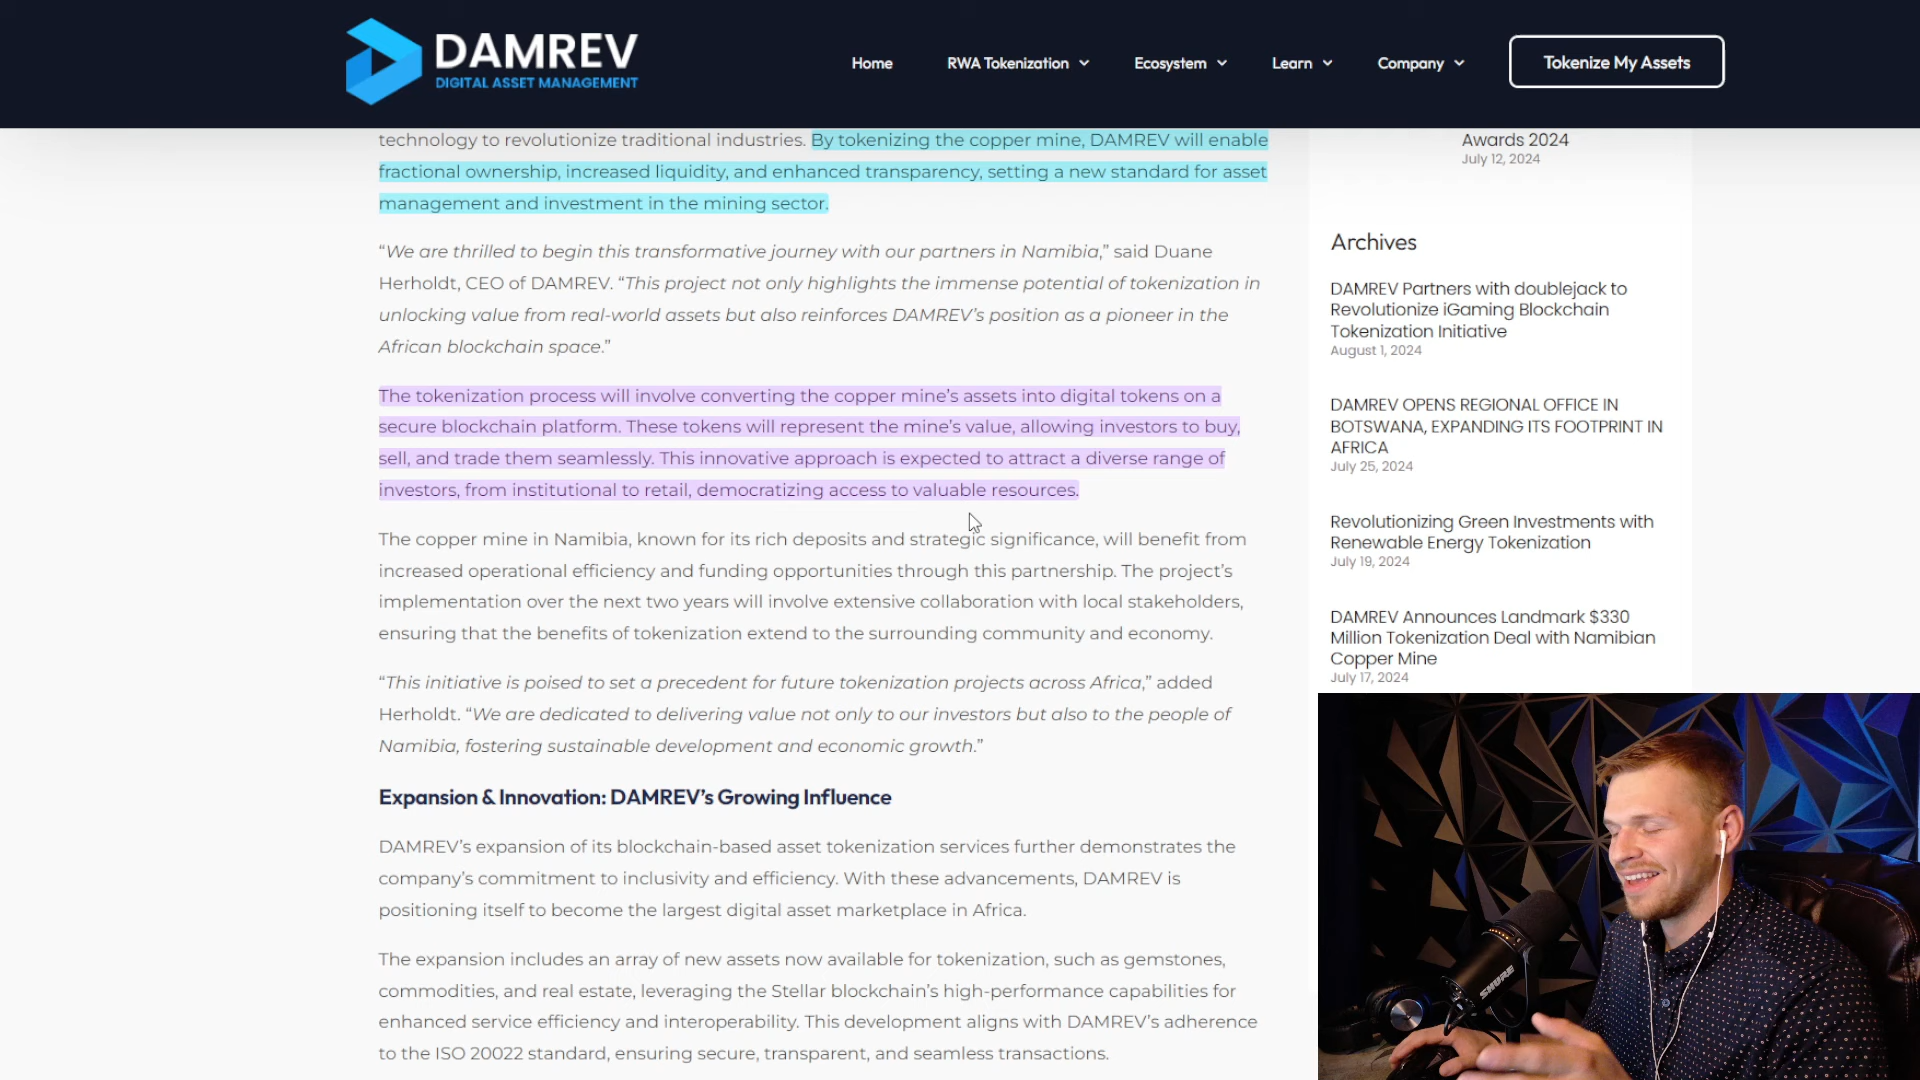 DAMREV
DIGITAL ASSET MANAGEMENT
Home
RWA Tokenization
Ecosystem
Learn
Company
Tokenize My Assets
technology to revolutionize traditional industries. By tokenizing the copper mine, DAMREV will enable
fractional ownership, increased liquidity, and enhanced transparency, setting a new standard for asset
management and investment in the mining sector.
“We are thrilled to begin this transformative journey with our partners in Namibia,” said Duane
Herholdt, CEO of DAMREV. “This project not only highlights the immense potential of tokenization in
unlocking value from real-world assets but also reinforces DAMREV’s position as a pioneer in the
African blockchain space.”
The tokenization process will involve converting the copper mine’s assets into digital tokens on a
secure blockchain platform. These tokens will represent the mine’s value, allowing investors to buy,
sell, and trade them seamlessly. This innovative approach is expected to attract a diverse range of
investors, from institutional to retail, democratizing access to valuable resources.
The copper mine in Namibia, known for its rich deposits and strategic significance, will benefit from
increased operational efficiency and funding opportunities through this partnership. The project’s
implementation over the next two years will involve extensive collaboration with local stakeholders,
ensuring that the benefits of tokenization extend to the surrounding community and economy.
“This initiative is poised to set a precedent for future tokenization projects across Africa,” added
Herholdt. “We are dedicated to delivering value not only to our investors but also to the people of
Namibia, fostering sustainable development and economic growth.”
Expansion & Innovation: DAMREV’s Growing Influence
DAMREV’s expansion of its blockchain-based asset tokenization services further demonstrates the
company’s commitment to inclusivity and efficiency. With these advancements, DAMREV is
positioning itself to become the largest digital asset marketplace in Africa.
The expansion includes an array of new assets now available for tokenization, such as gemstones,
commodities, and real estate, leveraging the Stellar blockchain’s high-performance capabilities for
enhanced service efficiency and interoperability. This development aligns with DAMREV’s adherence
to the ISO 20022 standard, ensuring secure, transparent, and seamless transactions.
Awards 2024
July 12, 2024
Archives
DAMREV Partners with doublejack to
Revolutionize iGaming Blockchain
Tokenization Initiative
August 1, 2024
DAMREV OPENS REGIONAL OFFICE IN
BOTSWANA, EXPANDING ITS FOOTPRINT IN
AFRICA
July 25, 2024
Revolutionizing Green Investments with
Renewable Energy Tokenization
July 19, 2024
DAMREV Announces Landmark $330
Million Tokenization Deal with Namibian
Copper Mine
July 17, 2024
SHURE